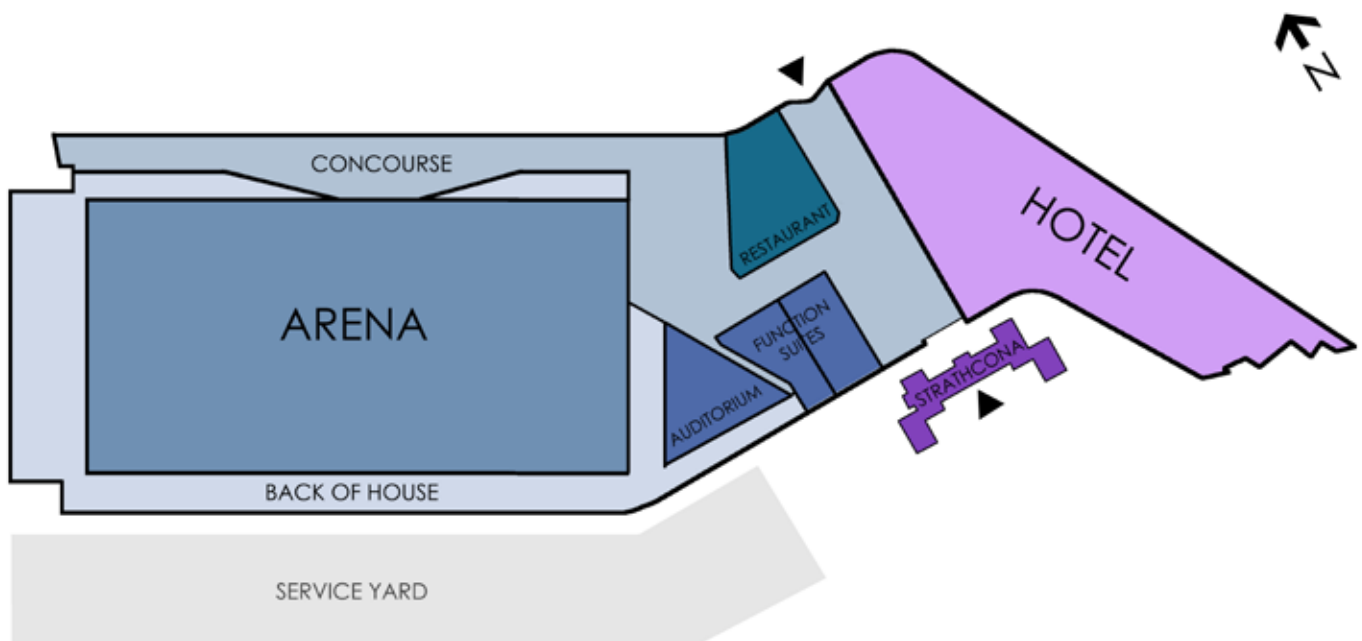 N
CONCOURSE
RESTAURANT
HOTEL
ARENA
FUNCTION
SUITES
STRATHCONA
AUDITORIUM
BACK OF HOUSE
SERVICE YARD